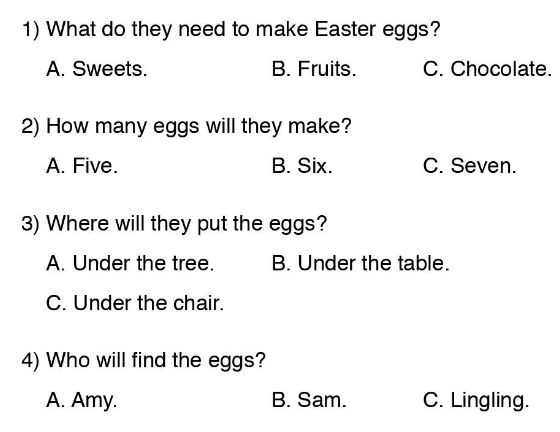 1) What do they need to make Easter eggs?
A. Sweets. B. Fruits. C. Chocolate.
2) How many eggs will they make?
A. Five. B. Six. C. Seven.
3) Where will they put the eggs?
A. Under the tree. B. Under the table.
C. Under the chair.
4) Who will find the eggs?
A. Amy. B. Sam. C. Lingling.